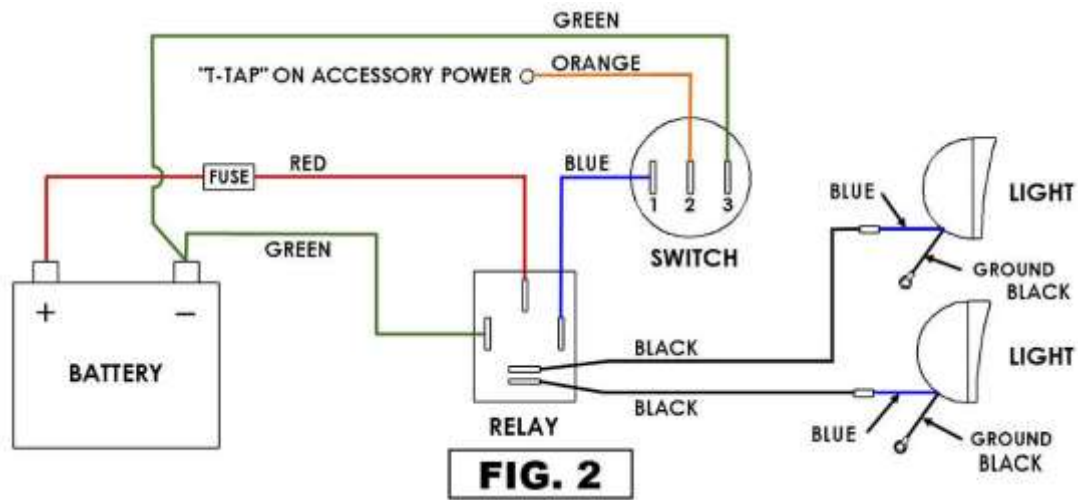 GREEN
"T-TAP" ON ACCESSORY POWER
ORANGE
FUSE
RED
BLUE
1 2 3
SWITCH
BLUE
LIGHT
GROUND
BLACK
GREEN
+ −
BATTERY
BLACK
LIGHT
BLACK
RELAY
BLUE
GROUND
BLACK
FIG. 2